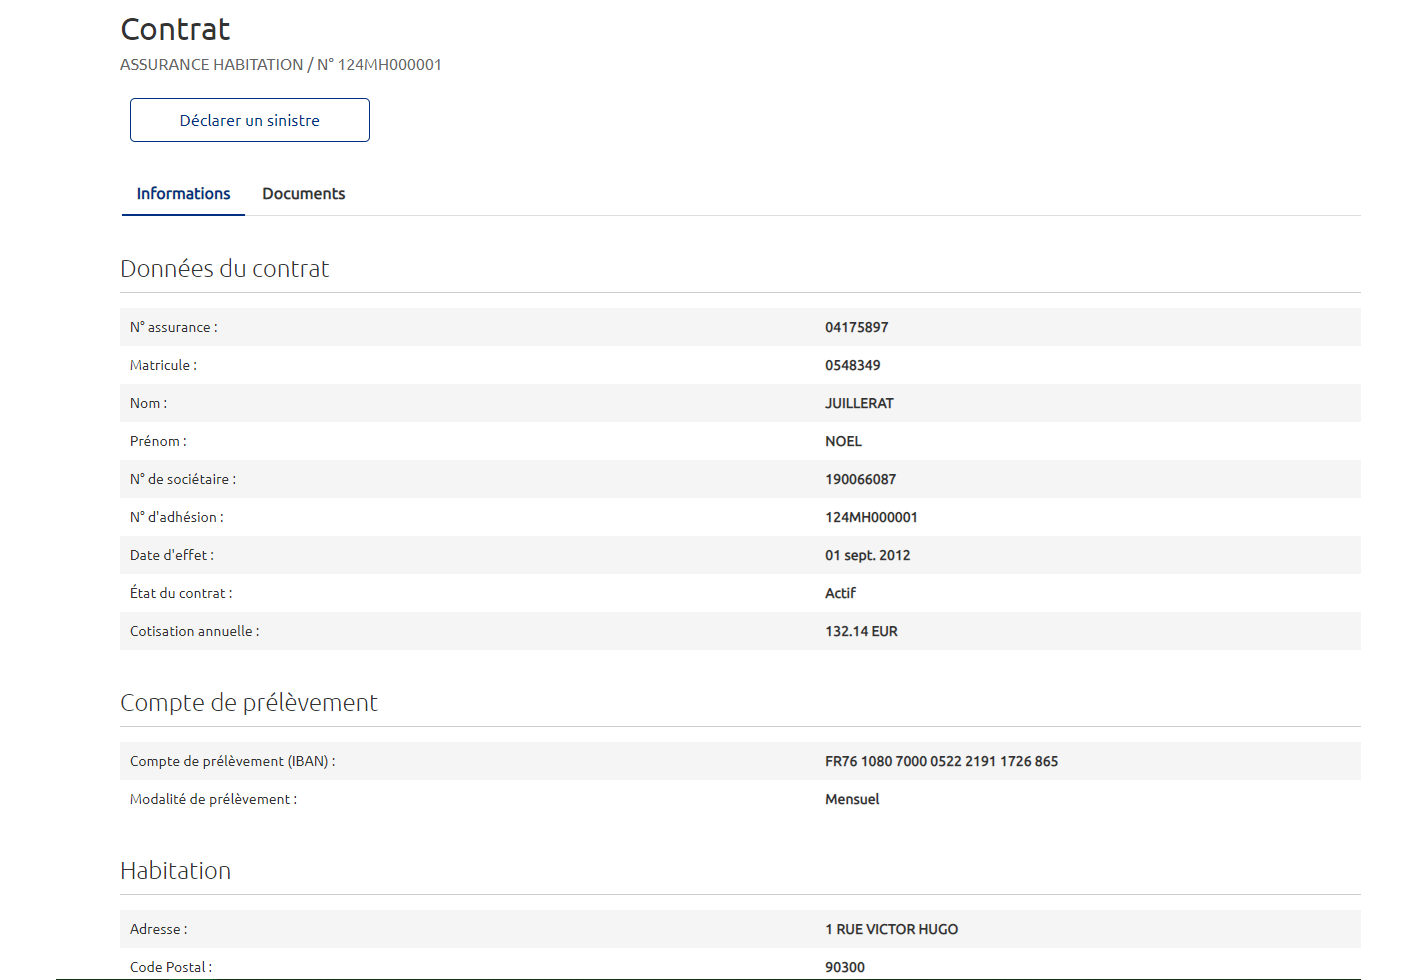 Contrat
ASSURANCE HABITATION / N° 124MH000001
Déclarer un sinistre
Informations Documents
Données du contrat
N° assurance : 04175897
Matricule : 0548349
Nom : JUILLERAT
Prénom : NOEL
N° de sociétaire : 190066087
N° d'adhésion : 124MH000001
Date d'effet : 01 sept. 2012
État du contrat : Actif
Cotisation annuelle : 132.14 EUR
Compte de prélèvement
Compte de prélèvement (IBAN) : FR76 1080 7000 0522 2191 1726 865
Modalité de prélèvement : Mensuel
Habitation
Adresse : 1 RUE VICTOR HUGO
Code Postal : 90300